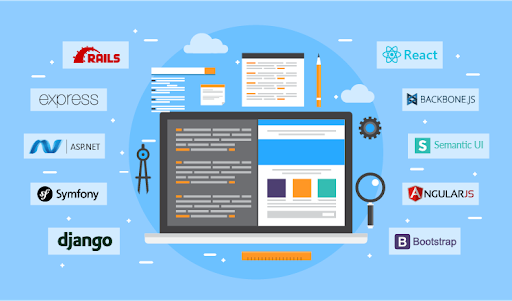 RAILS
express
ASP.NET
Symfony
django
React
BACKBONE.JS
Semantic UI
ANGULARJS
Bootstrap